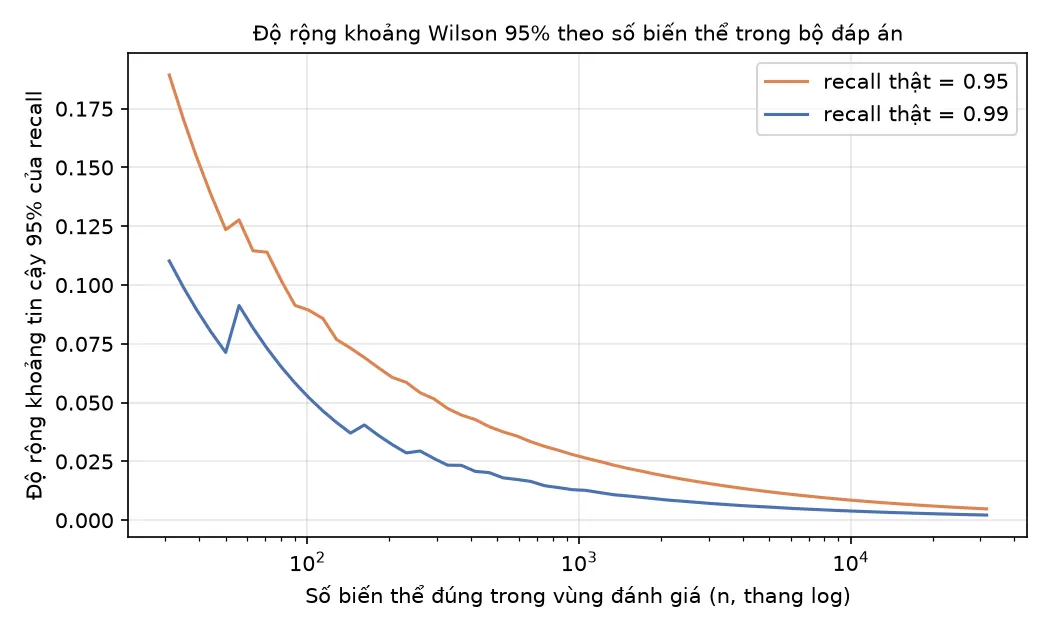 Độ rộng khoảng Wilson 95% theo số biến thể trong bộ đáp án
recall thật = 0.95
recall thật = 0.99
Độ rộng khoảng tin cậy 95% của recall
0.175
0.150
0.125
0.100
0.075
0.050
0.025
0.000
10²
10³
10⁴
Số biến thể đúng trong vùng đánh giá (n, thang log)